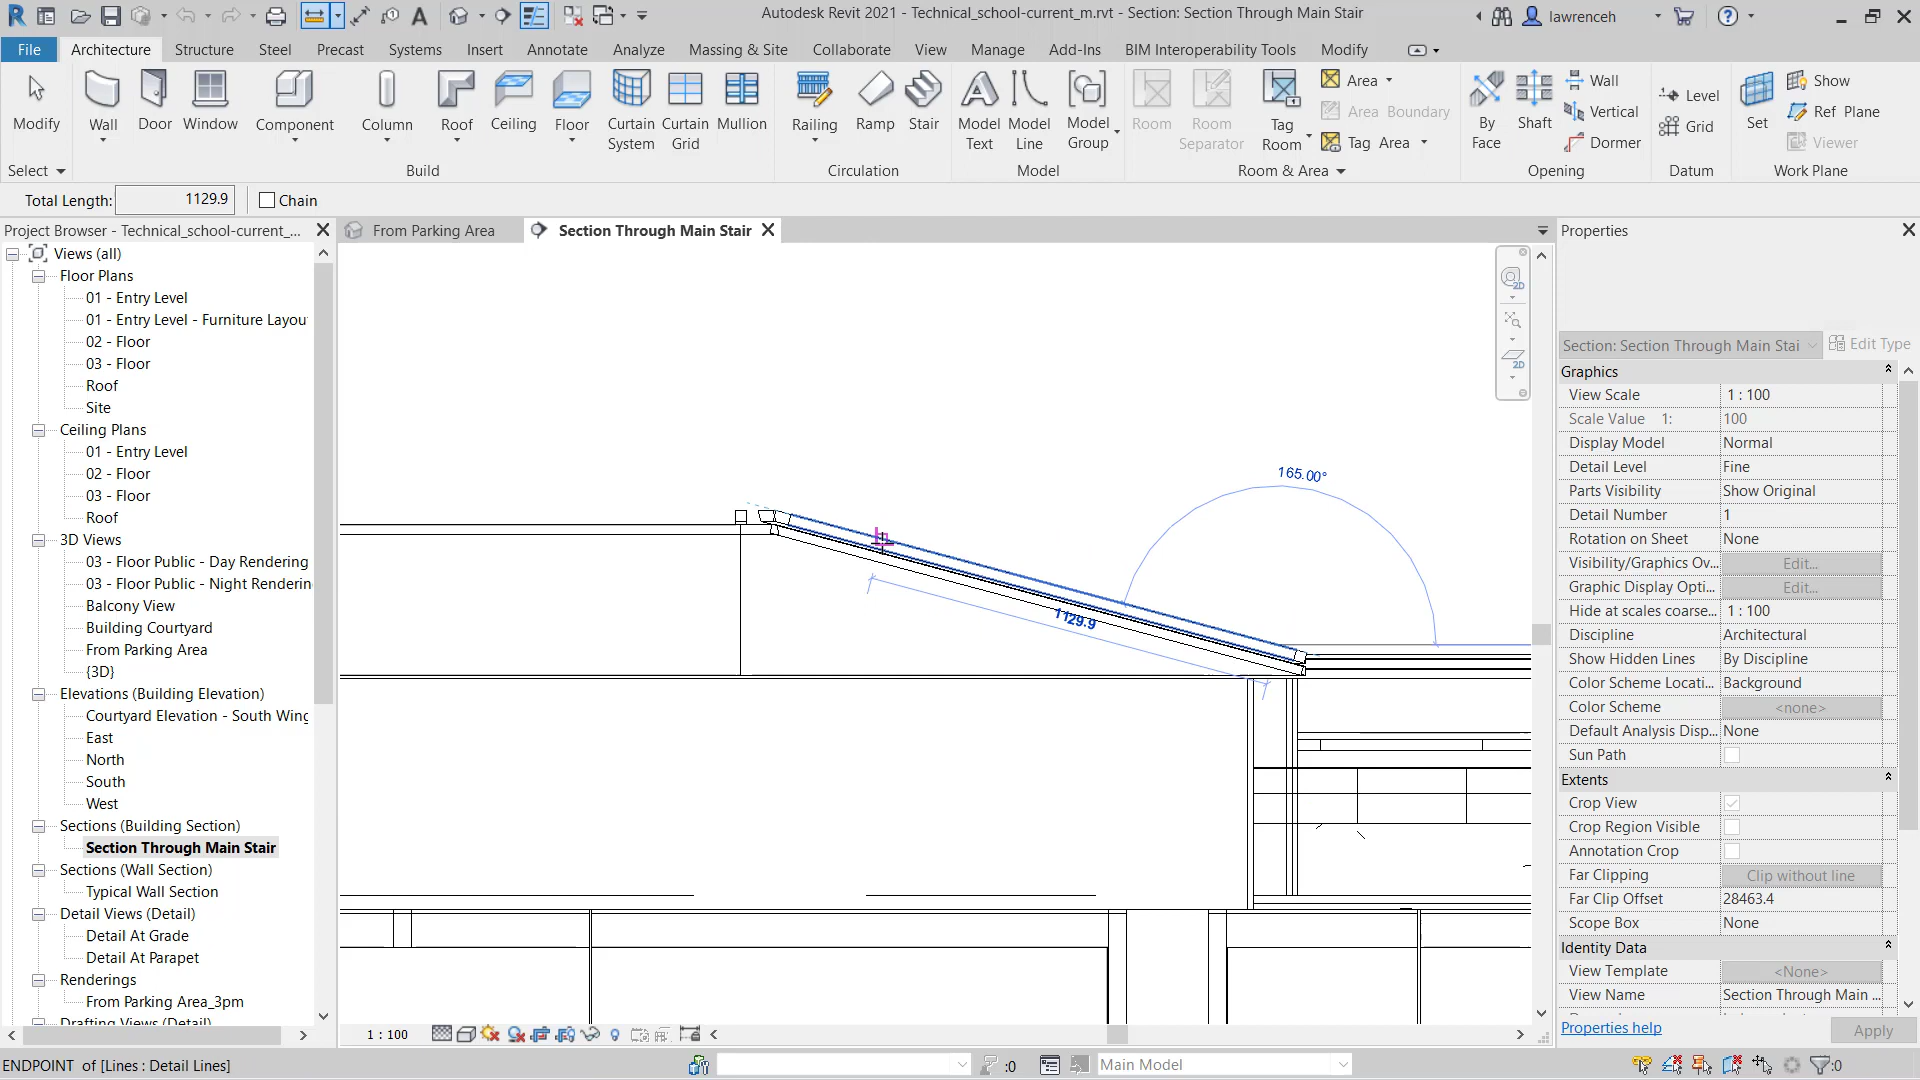 Autodesk Revit 2021 - Technical_school-current_m.rvt - Section: Section Through Main Stair
lawrenceh
File
Architecture
Structure
Steel
Precast
Systems
Insert
Annotate
Analyze
Massing & Site
Collaborate
View
Manage
Add-Ins
BIM Interoperability Tools
Modify
Modify
Wall
Door
Window
Component
Column
Roof
Ceiling
Floor
Curtain System
Curtain Grid
Mullion
Railing
Ramp
Stair
Model Text
Model Line
Model Group
Room
Room Separator
Tag Room
Area
Area Boundary
Tag Area
By Face
Shaft
Wall
Vertical
Dormer
Level
Grid
Set
Show
Ref Plane
Viewer
Select
Build
Circulation
Model
Room & Area
Opening
Datum
Work Plane
Total Length: 1129.9
Chain
Project Browser - Technical_school-current_...
From Parking Area
Section Through Main Stair
Properties
Views (all)
Floor Plans
01 - Entry Level
01 - Entry Level - Furniture Layou
02 - Floor
03 - Floor
Roof
Site
Ceiling Plans
01 - Entry Level
02 - Floor
03 - Floor
Roof
3D Views
03 - Floor Public - Day Rendering
03 - Floor Public - Night Renderin
Balcony View
Building Courtyard
From Parking Area
{3D}
Elevations (Building Elevation)
Courtyard Elevation - South Wing
East
North
South
West
Sections (Building Section)
Section Through Main Stair
Sections (Wall Section)
Typical Wall Section
Detail Views (Detail)
Detail At Grade
Detail At Parapet
Renderings
From Parking Area_3pm
Drafting Views (Detail)
2D
2D
165.00°
1129.9
Section: Section Through Main Stai
Edit Type
Graphics
View Scale 1 : 100
Scale Value 1: 100
Display Model Normal
Detail Level Fine
Parts Visibility Show Original
Detail Number 1
Rotation on Sheet None
Visibility/Graphics Ov... Edit...
Graphic Display Opti... Edit...
Hide at scales coarse... 1 : 100
Discipline Architectural
Show Hidden Lines By Discipline
Color Scheme Locati... Background
Color Scheme <none>
Default Analysis Disp... None
Sun Path
Extents
Crop View
Crop Region Visible
Annotation Crop
Far Clipping Clip without line
Far Clip Offset 28463.4
Scope Box None
Identity Data
View Template <None>
View Name Section Through Main ...
Properties help
Apply
1 : 100
ENDPOINT of [Lines : Detail Lines]
:0
Main Model
:0